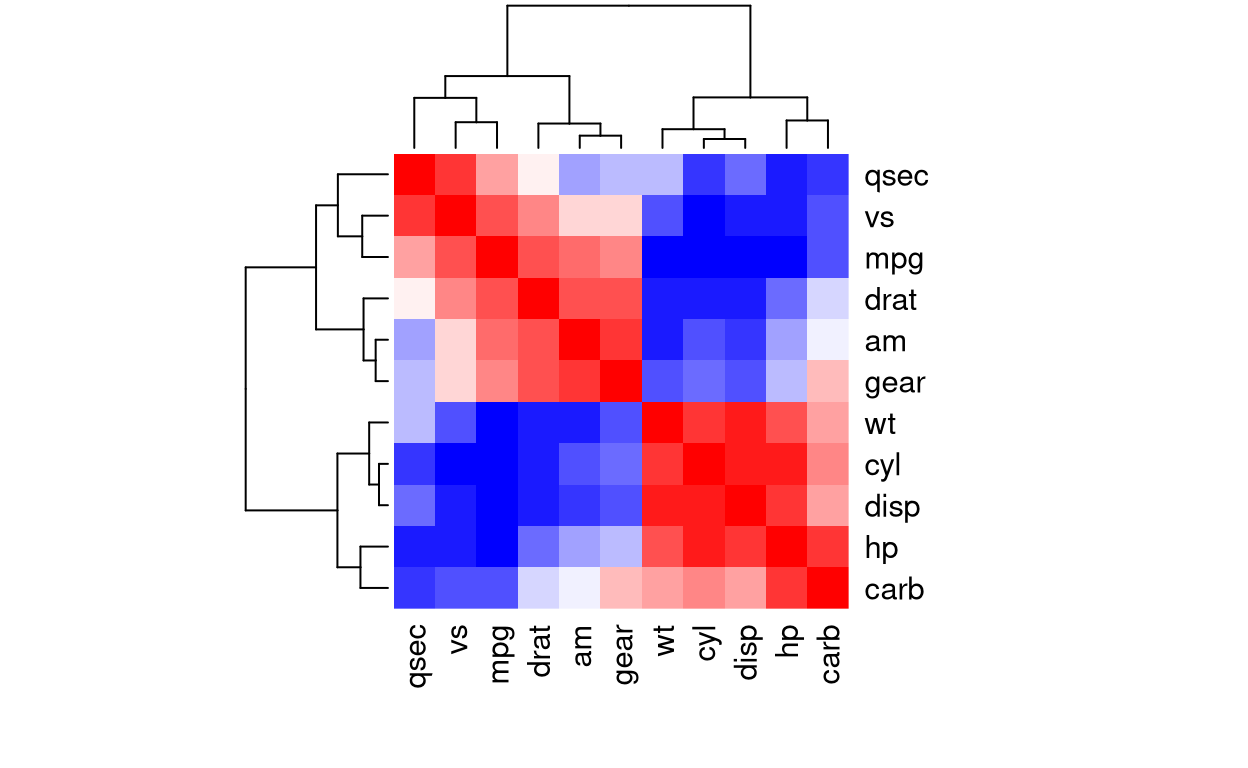 qsec
vs
mpg
drat
am
gear
wt
cyl
disp
hp
carb
qsec
vs
mpg
drat
am
gear
wt
cyl
disp
hp
carb